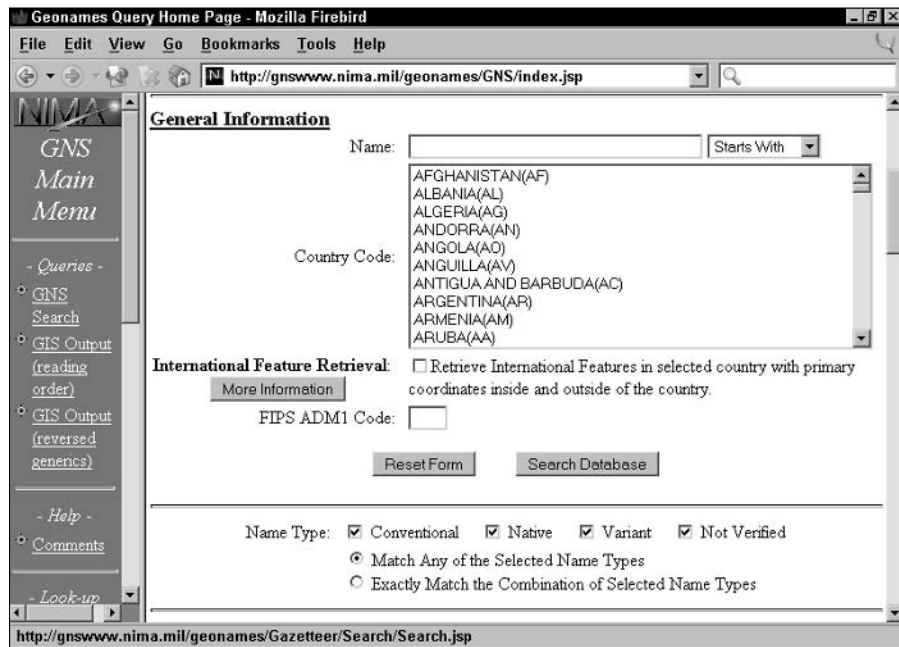 Geonames Query Home Page - Mozilla Firebird
File Edit View Go Bookmarks Tools Help
N http://gnswww.nima.mil/geonames/GNS/index.jsp
NIMA
GNS
Main
Menu
- Queries -
GNS
Search
GIS Output
(reading
order)
GIS Output
(reversed
generics)
- Help -
Comments
- Look-up
General Information
Name: Starts With
Country Code:
AFGHANISTAN(AF)
ALBANIA(AL)
ALGERIA(AG)
ANDORRA(AN)
ANGOLA(AO)
ANGUILLA(AV)
ANTIGUA AND BARBUDA(AC)
ARGENTINA(AR)
ARMENIA(AM)
ARUBA(AA)
International Feature Retrieval: Retrieve International Features in selected country with primary
More Information coordinates inside and outside of the country.
FIPS ADM1 Code:
Reset Form Search Database
Name Type: Conventional Native Variant Not Verified
Match Any of the Selected Name Types
Exactly Match the Combination of Selected Name Types
http://gnswww.nima.mil/geonames/Gazetteer/Search/Search.jsp